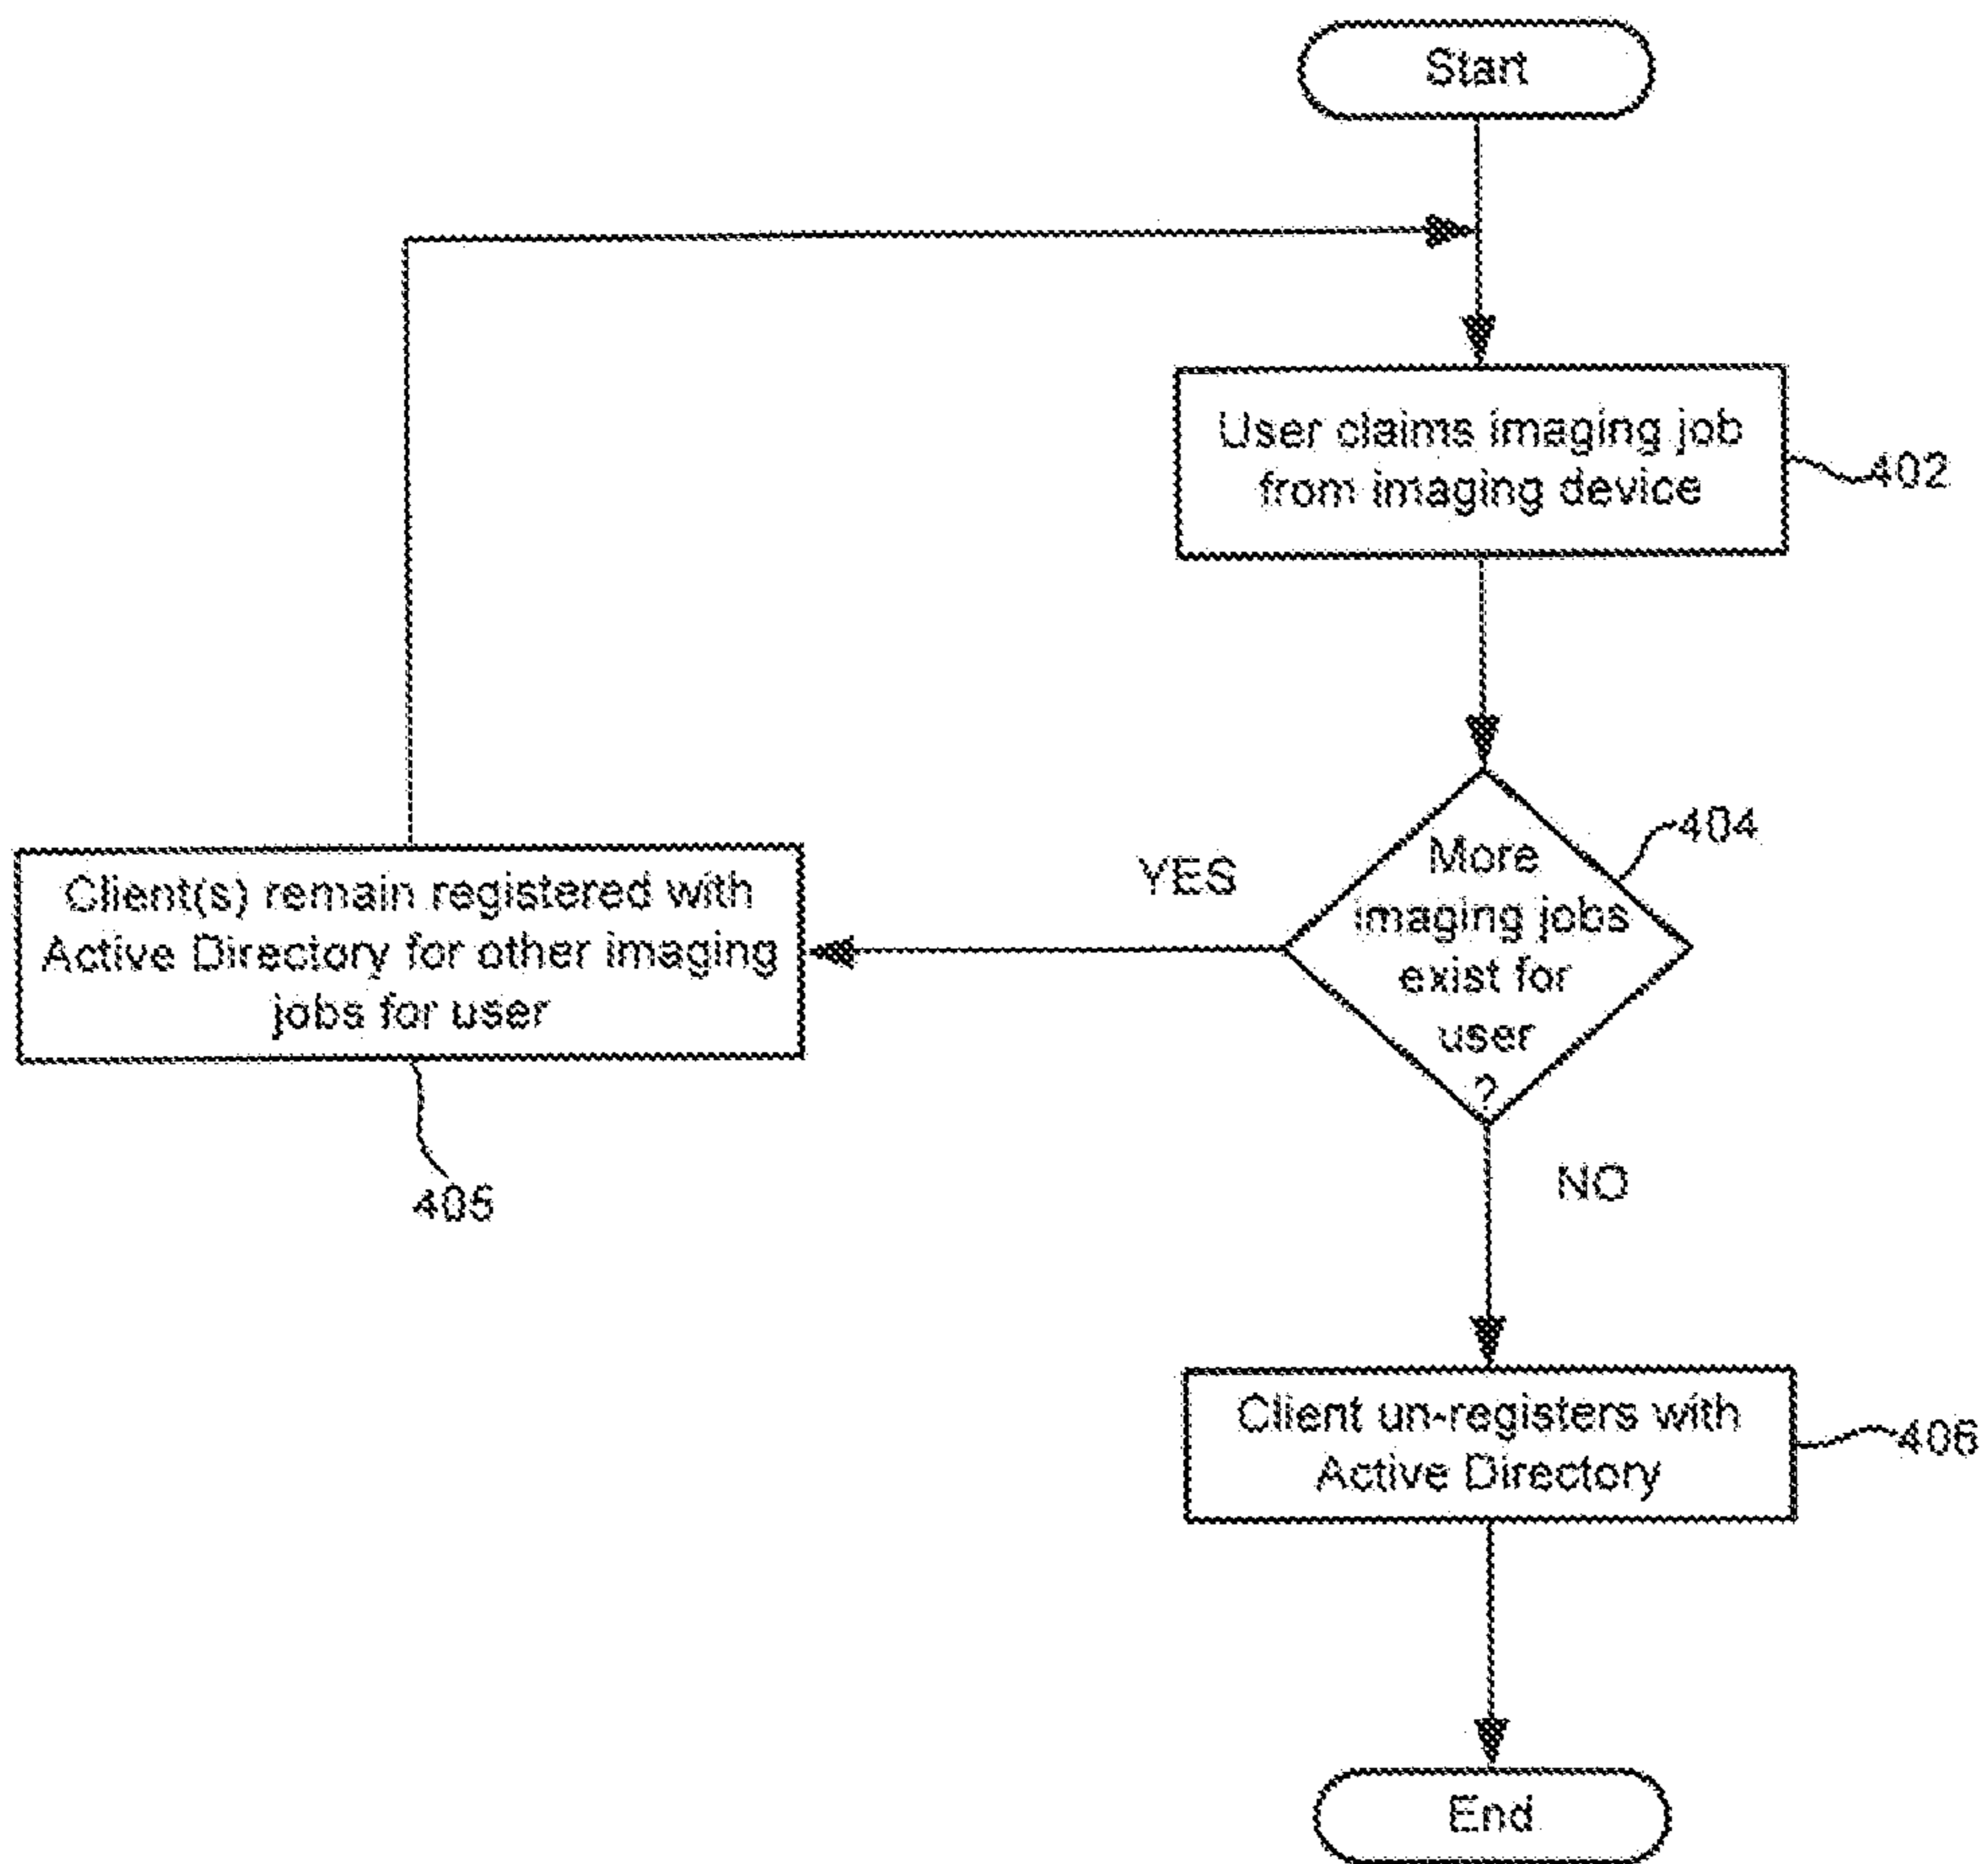 Start
User claims imaging job
from imaging device
402
404
More
imaging jobs
exist for
user
?
YES
Client(s) remain registered with
Active Directory for other imaging
jobs for user
405
NO
Client un-registers with
Active Directory
406
End